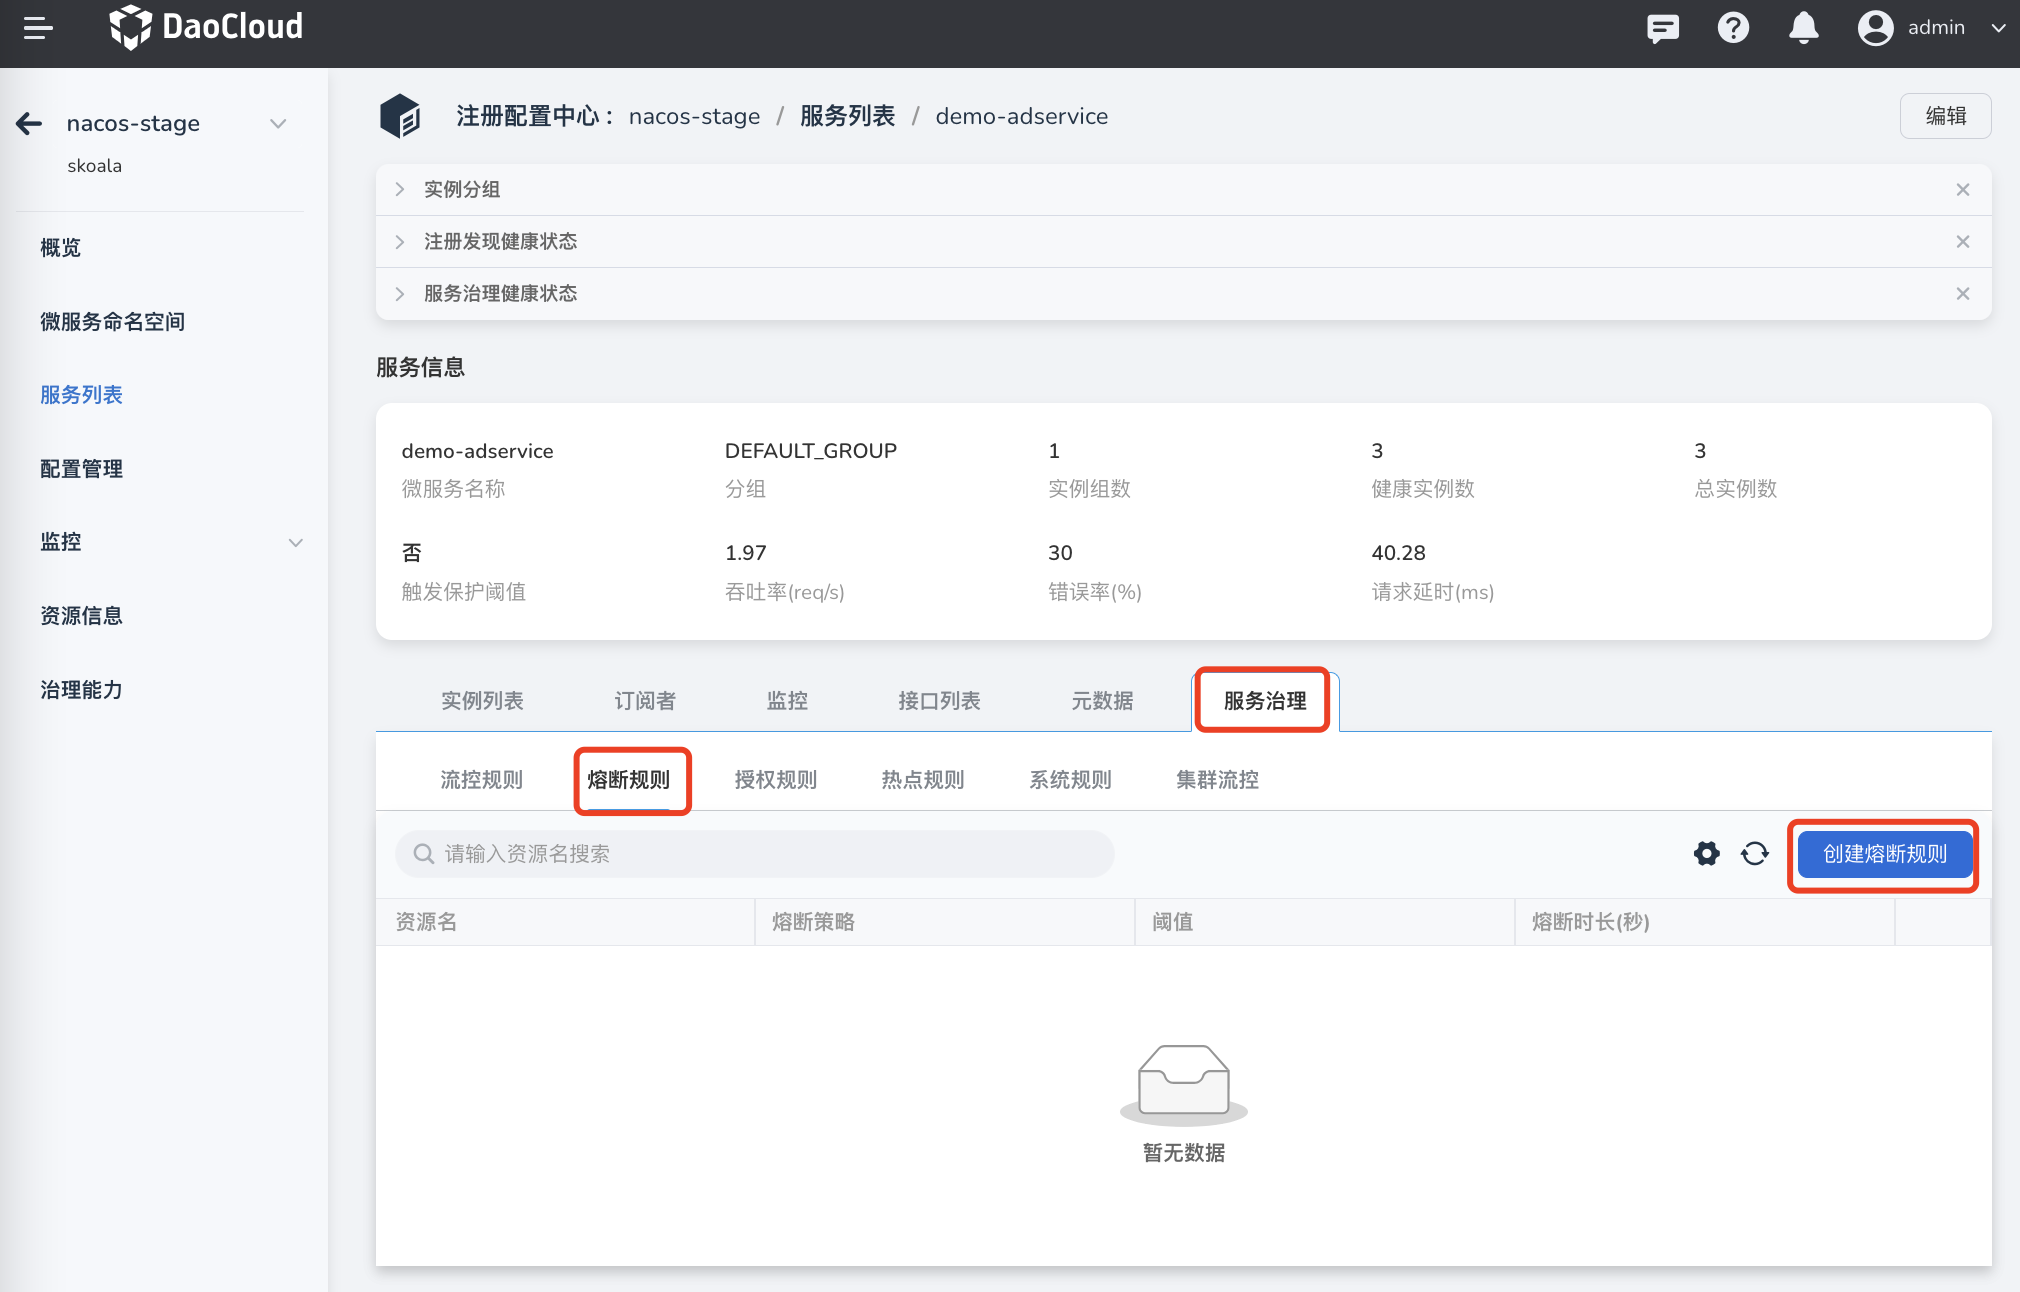 DaoCloud
admin
nacos-stage
skoala
概览
微服务命名空间
服务列表
配置管理
监控
资源信息
治理能力
注册配置中心： nacos-stage / 服务列表 / demo-adservice
编辑
实例分组
注册发现健康状态
服务治理健康状态
服务信息
demo-adservice DEFAULT_GROUP 1 3 3
微服务名称 分组 实例组数 健康实例数 总实例数
否 1.97 30 40.28
触发保护阈值 吞吐率(req/s) 错误率(%) 请求延时(ms)
实例列表 订阅者 监控 接口列表 元数据 服务治理
流控规则 熔断规则 授权规则 热点规则 系统规则 集群流控
请输入资源名搜索
创建熔断规则
资源名 熔断策略 阈值 熔断时长(秒)
暂无数据